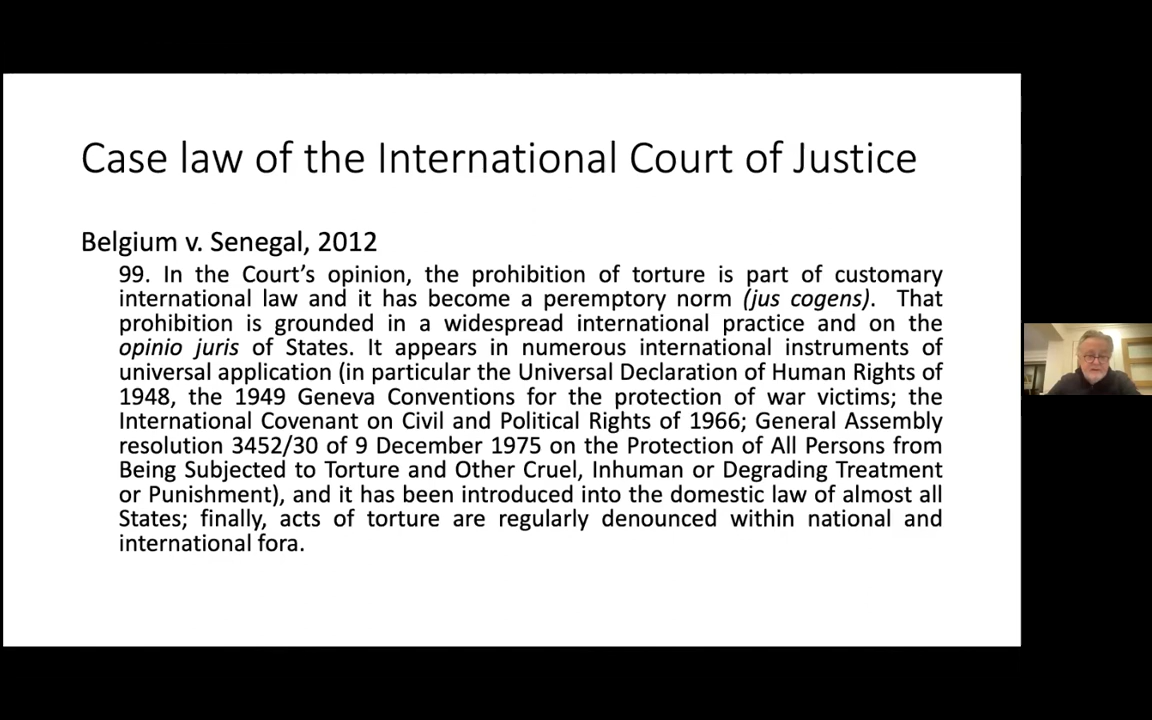 Case law of the International Court of Justice
Belgium v. Senegal, 2012
99. In the Court's opinion, the prohibition of torture is part of customary
international law and it has become a peremptory norm (jus cogens). That
prohibition is grounded in a widespread international practice and on the
opinio juris of States. It appears in numerous international instruments of
universal application (in particular the Universal Declaration of Human Rights of
1948, the 1949 Geneva Conventions for the protection of war victims; the
International Covenant on Civil and Political Rights of 1966; General Assembly
resolution 3452/30 of 9 December 1975 on the Protection of All Persons from
Being Subjected to Torture and Other Cruel, Inhuman or Degrading Treatment
or Punishment), and it has been introduced into the domestic law of almost all
States; finally, acts of torture are regularly denounced within national and
international fora.